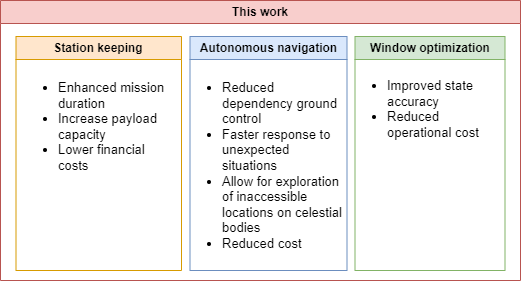 This work
Station keeping
Enhanced mission
duration
Increase payload
capacity
Lower financial
costs
Autonomous navigation
Reduced
dependency ground
control
Faster response to
unexpected
situations
Allow for exploration
of inaccessible
locations on celestial
bodies
Reduced cost
Window optimization
Improved state
accuracy
Reduced
operational cost